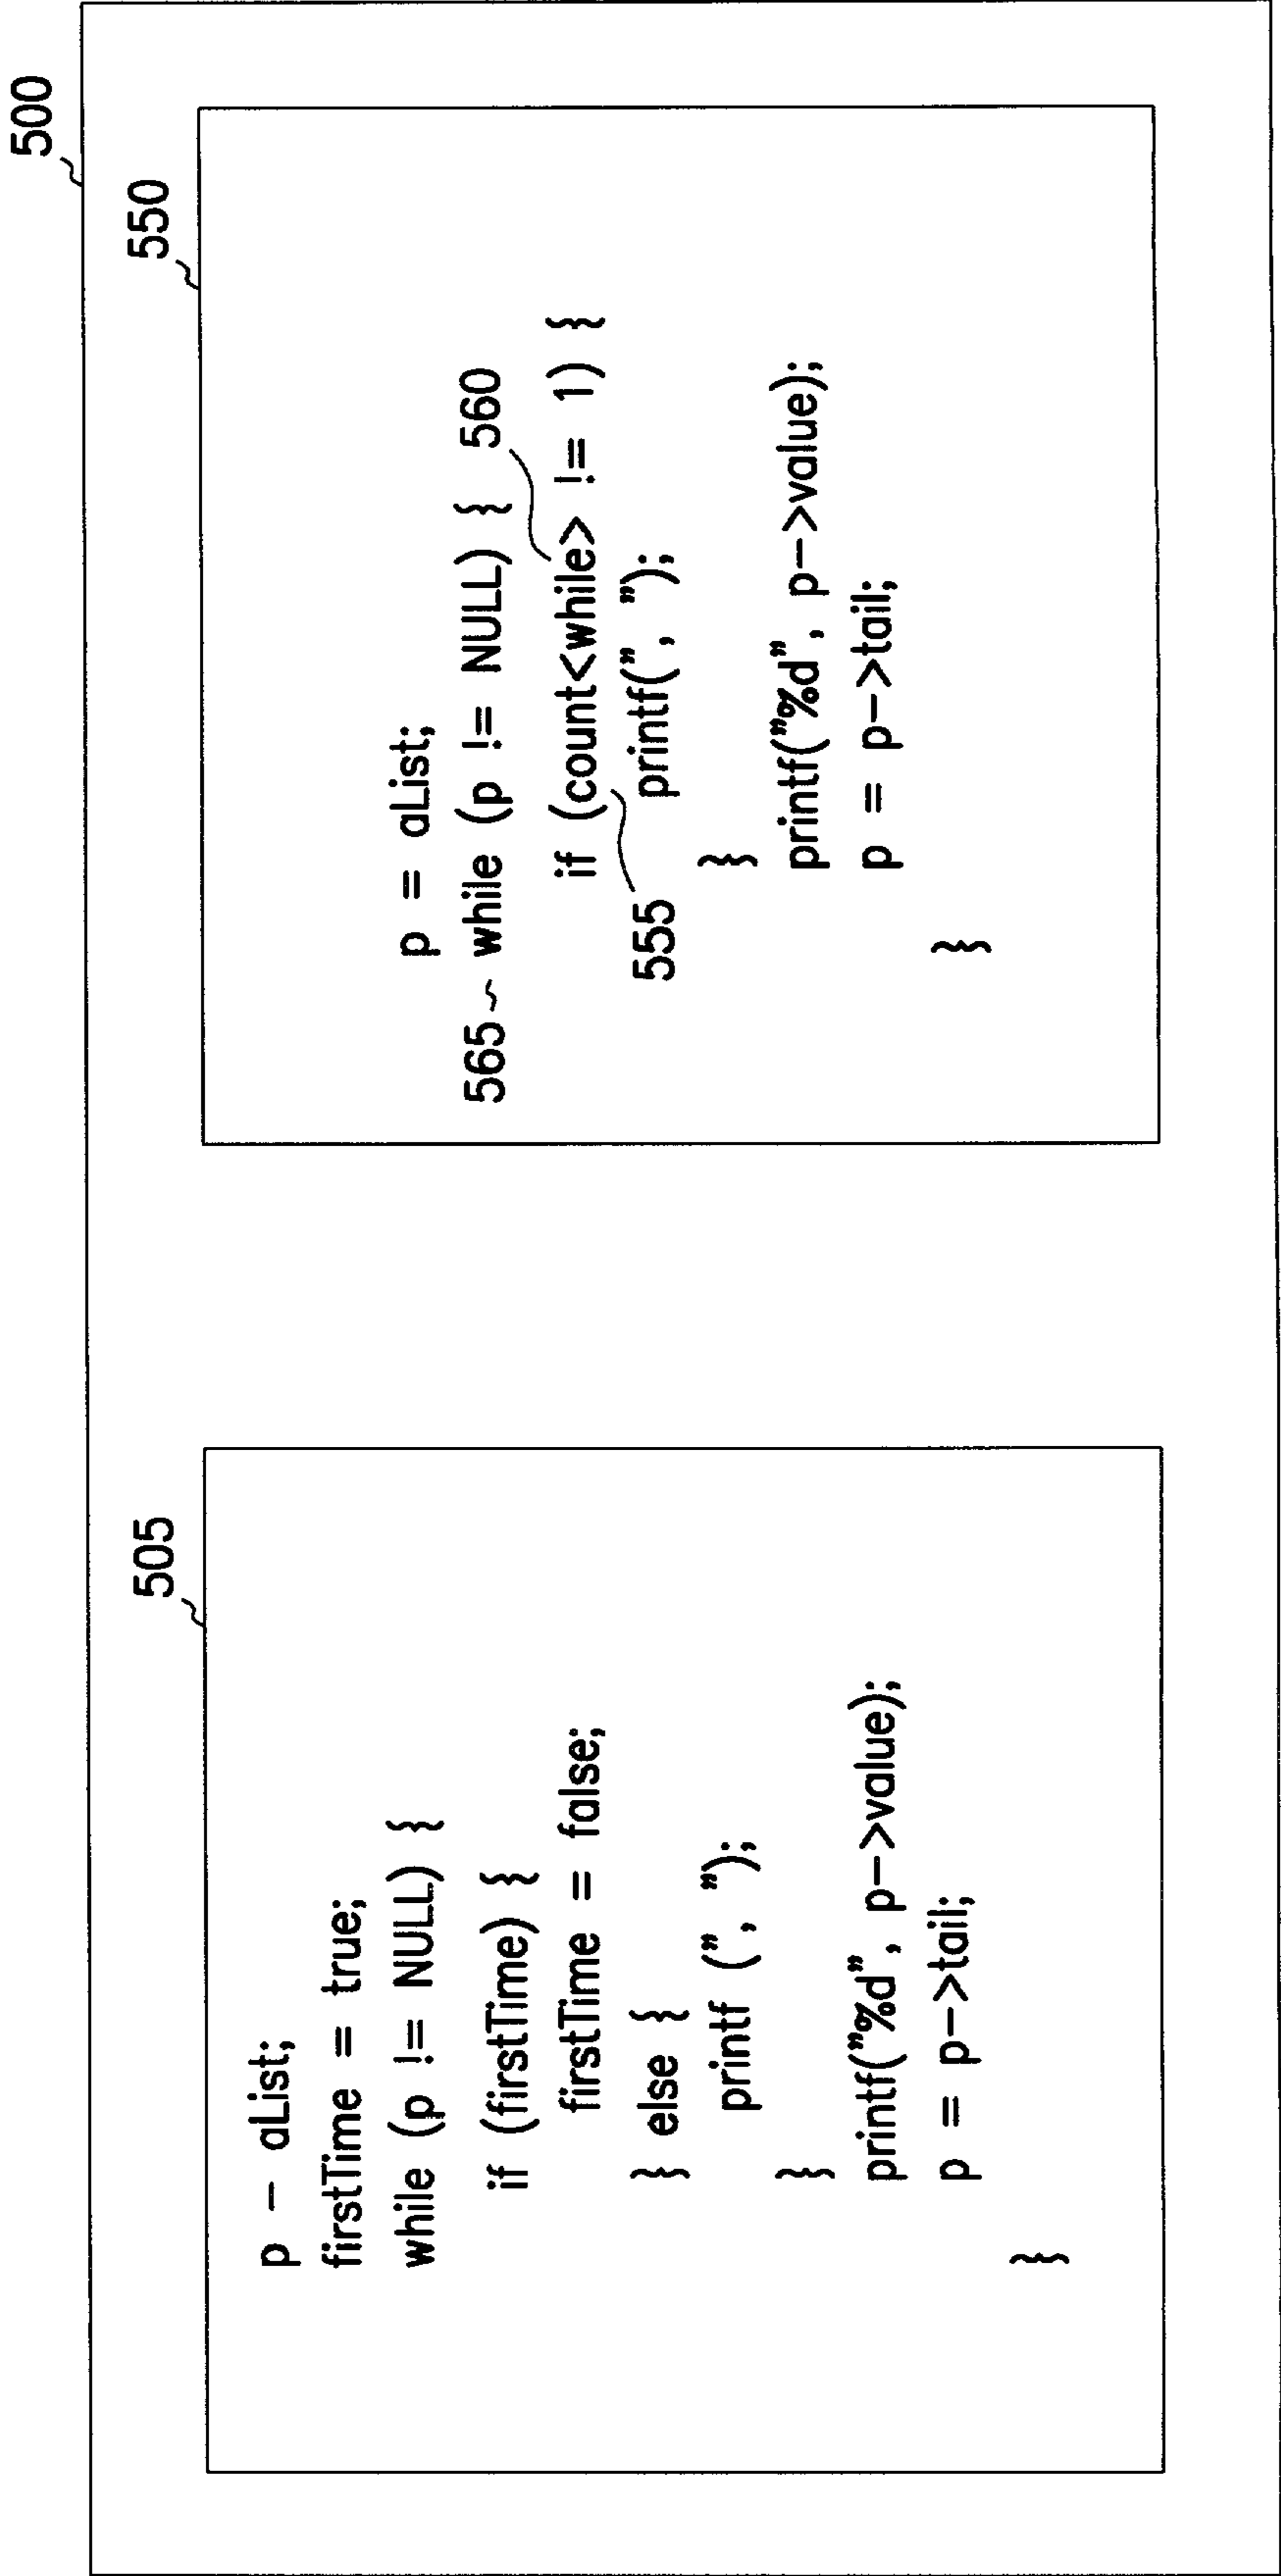 500
505
p – aList;
firstTime = true;
while (p != NULL) {
if (firstTime) {
firstTime = false;
} else {
printf (”, ”);
}
printf(”%d”, p–>value);
p = p–>tail;
}
550
p = aList;
565 while (p != NULL) { 560
if (count<while> != 1) {
555 printf(”, ”);
}
printf(”%d”, p–>value);
p = p–>tail;
}